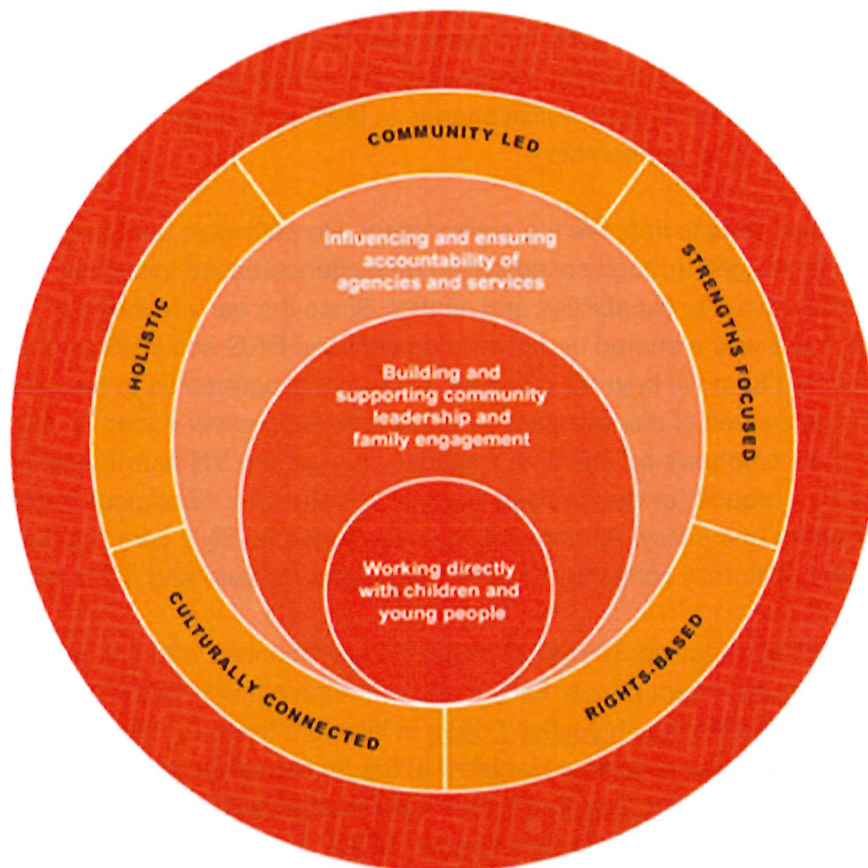 COMMUNITY LED
STRENGTHS FOCUSED
RIGHTS-BASED
CULTURALLY CONNECTED
HOLISTIC
Influencing and ensuring
accountability of
agencies and services
Building and
supporting community
leadership and
family engagement
Working directly
with children and
young people